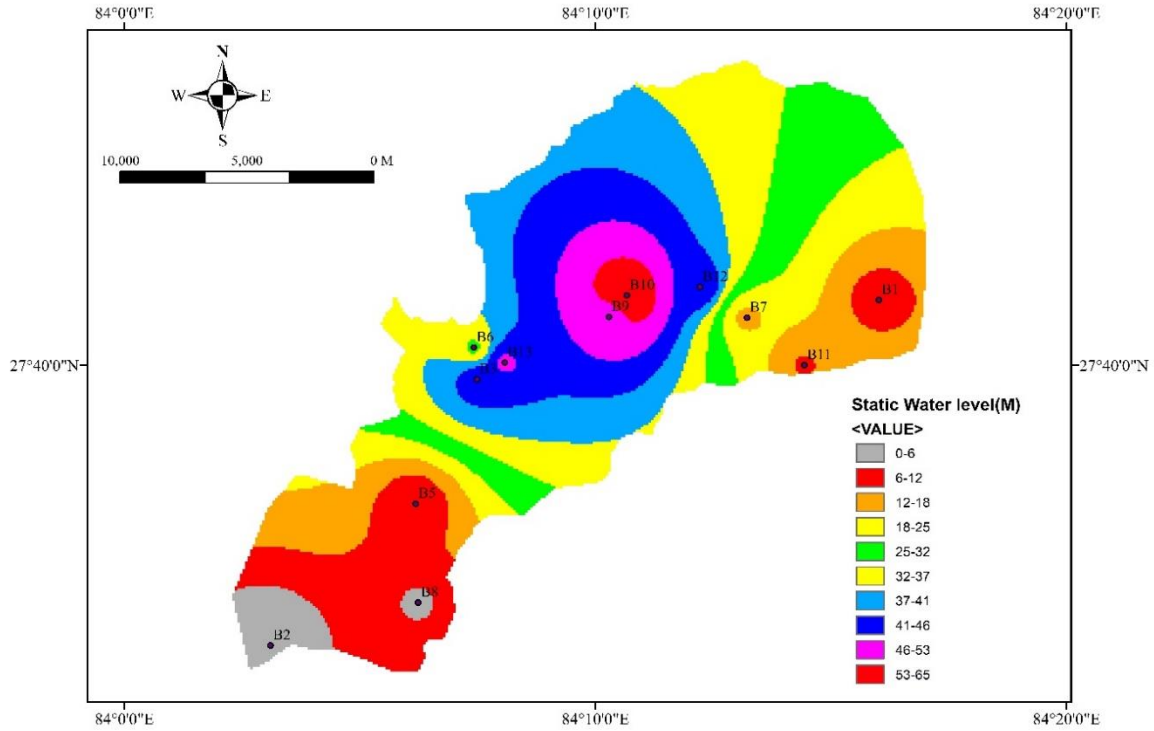 84°0'0"E 84°10'0"E 84°20'0"E
N
W E
S
10,000 5,000 0 M
B12
B10
B1
B9
B7
B6
B11
27°40'0"N 27°40'0"N
Static Water level(M)
<VALUE>
0-6
6-12
12-18
18-25
25-32
32-37
37-41
41-46
46-53
53-65
B5
B8
B2
84°0'0"E 84°10'0"E 84°20'0"E